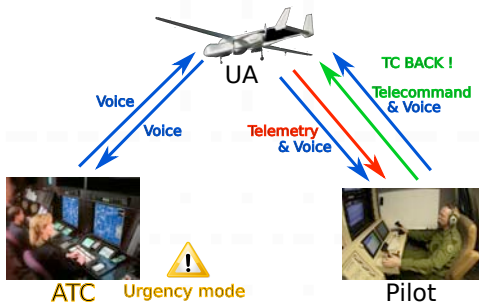 UA
TC BACK !
Voice
Telecommand
& Voice
Voice
Telemetry
& Voice
ATC
Urgency mode
Pilot